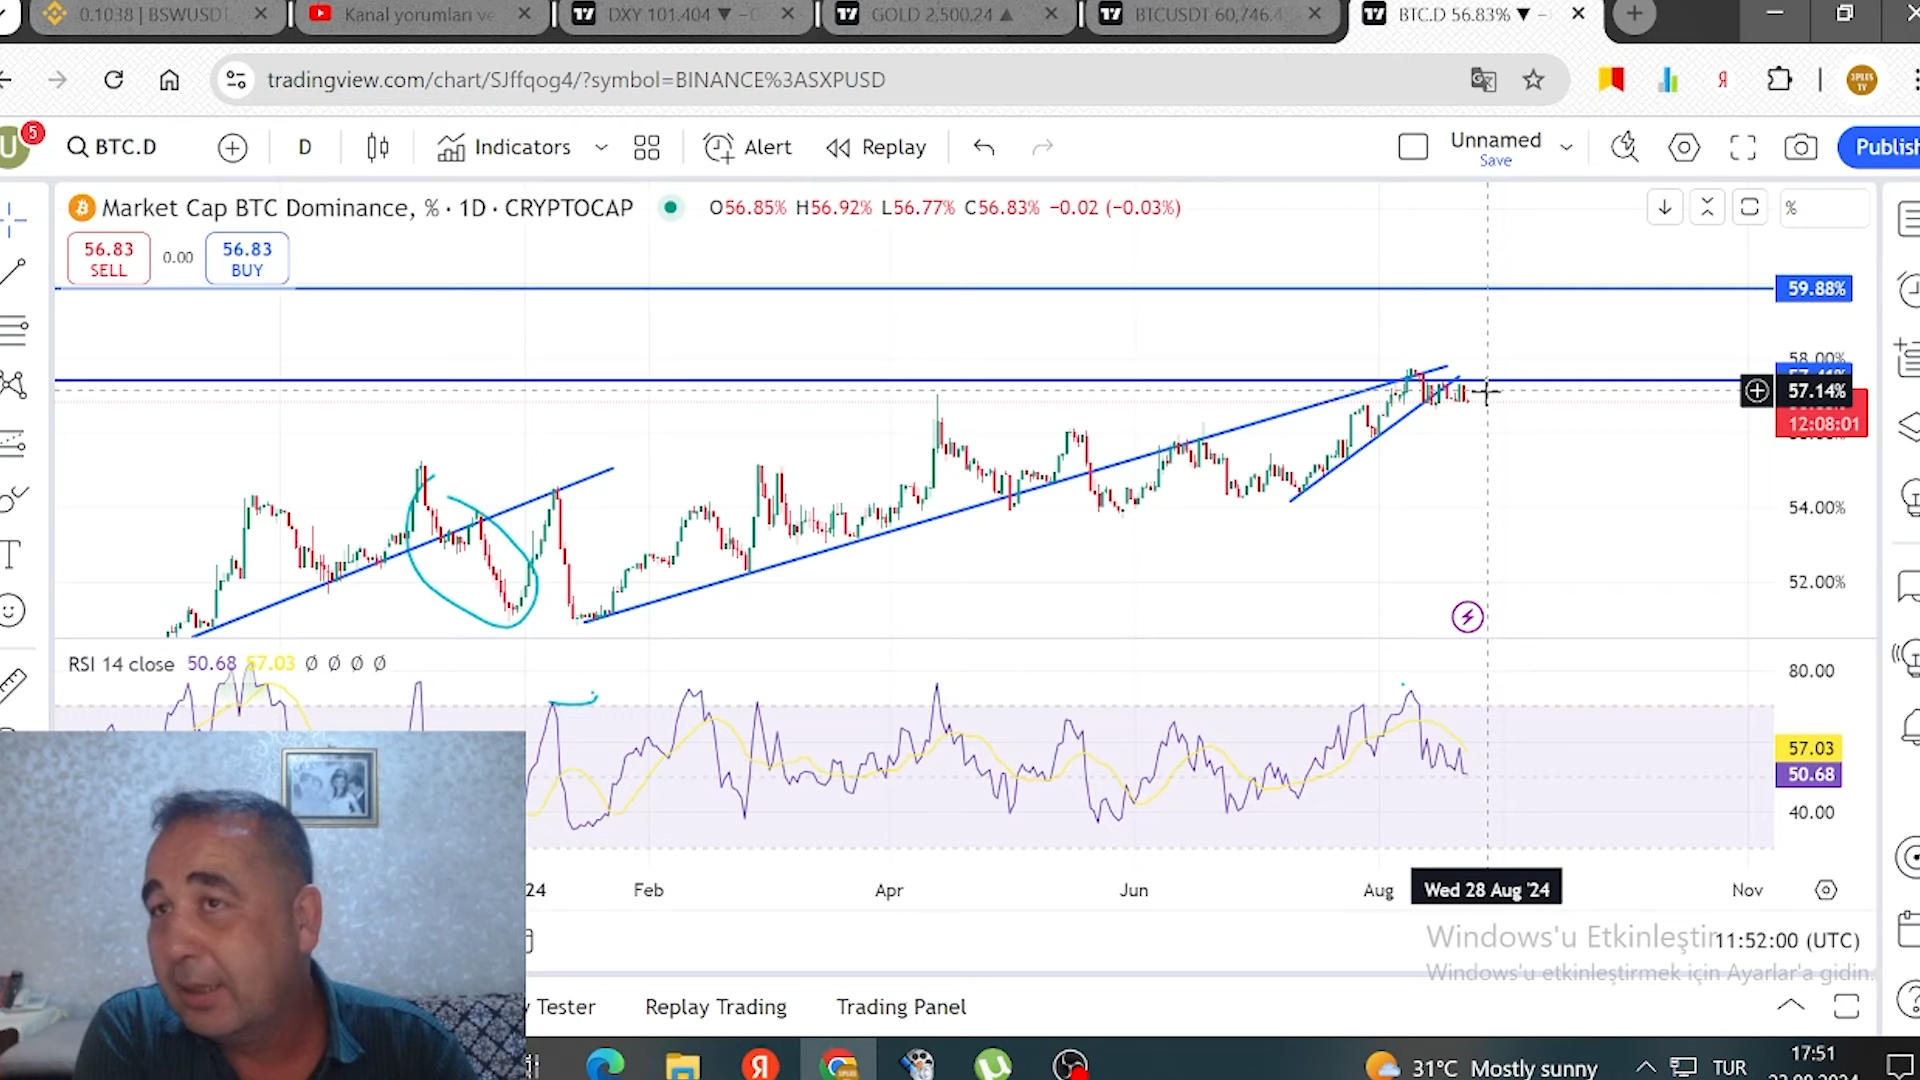 0.1038 | BSWUSDT
Kanal yorumları ve
DXY 101.404 ▼ −0
GOLD 2,500.24 ▲
BTCUSDT 60,746.4
BTC.D 56.83% ▼ −
tradingview.com/chart/SJffqog4/?symbol=BINANCE%3ASXPUSD
U 5
BTC.D
D
Indicators
Alert
Replay
Unnamed
Save
Publish
Market Cap BTC Dominance, % · 1D · CRYPTOCAP
O56.85% H56.92% L56.77% C56.83% −0.02 (−0.03%)
%
56.83
SELL
0.00
56.83
BUY
59.88%
58.00%
57.14%
12:08:01
54.00%
52.00%
RSI 14 close 50.68 57.03 Ø Ø Ø Ø
80.00
57.03
50.68
40.00
24
Feb
Apr
Jun
Aug
Wed 28 Aug '24
Nov
Windows'u Etkinleştir
11:52:00 (UTC)
Windows'u etkinleştirmek için Ayarlar'a gidin.
Tester
Replay Trading
Trading Panel
31°C Mostly sunny
TUR
17:51